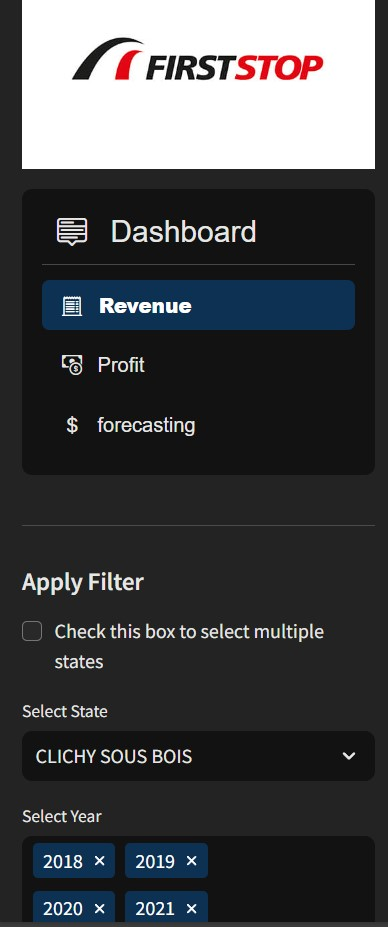 FIRSTSTOP
Dashboard
Revenue
Profit
$ forecasting
Apply Filter
Check this box to select multiple
states
Select State
CLICHY SOUS BOIS
Select Year
2018 × 2019 ×
2020 × 2021 ×